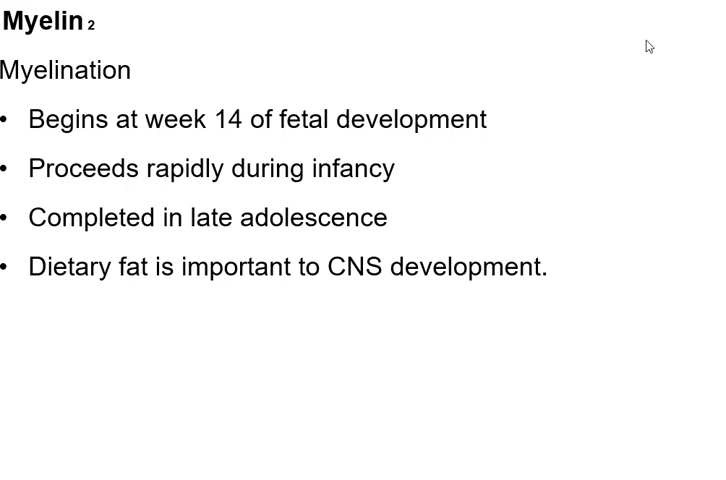 Myelin 2
Myelination
• Begins at week 14 of fetal development
• Proceeds rapidly during infancy
• Completed in late adolescence
• Dietary fat is important to CNS development.